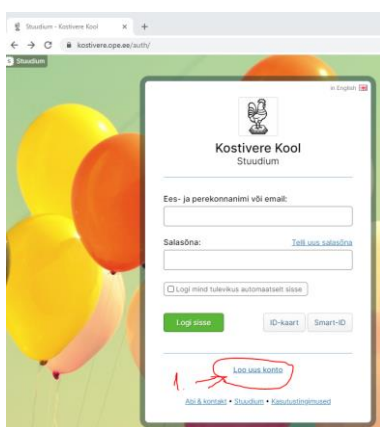 Stuudium - Kostivere Kool
kostivere.ope.ee/auth/
S Stuudium
in English
Kostivere Kool
Stuudium
Ees- ja perekonnanimi või email:
Salasõna: Telli uus salasõna
Logi mind tulevikus automaatselt sisse
Logi sisse ID-kaart Smart-ID
1. Loo uus konto
Abi & kontakt • Stuudium • Kasutustingimused